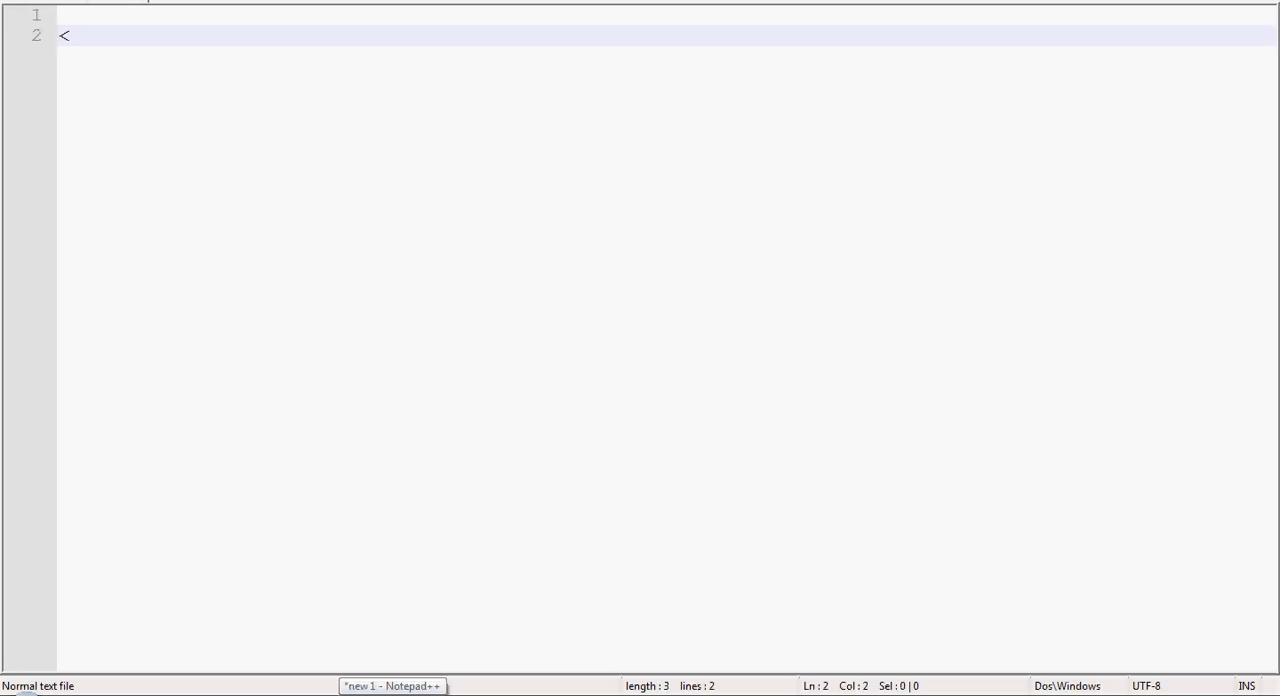 1
2 <
Normal text file *new 1 - Notepad++ length : 3 lines : 2 Ln : 2 Col : 2 Sel : 0 | 0 Dos\Windows UTF-8 INS